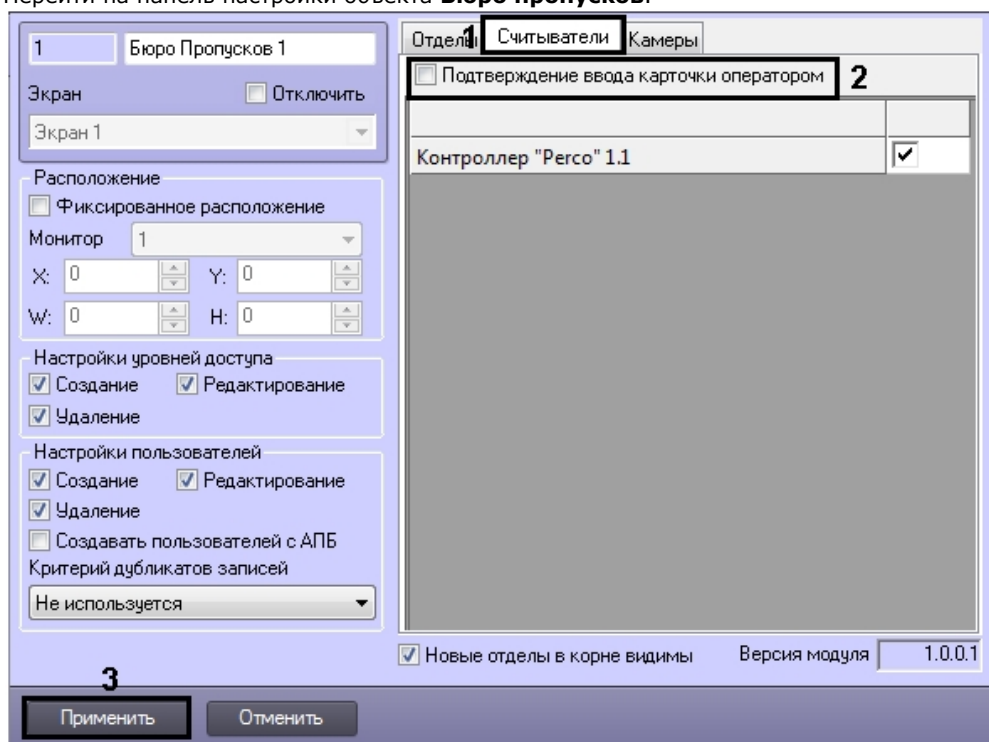 Перейти на панель настройки объекта Бюро пропусков.
1 Бюро Пропусков 1
Экран Отключить
Экран 1
Расположение
Фиксированное расположение
Монитор 1
X: 0 Y: 0
W: 0 H: 0
Настройки уровней доступа
Создание Редактирование
Удаление
Настройки пользователей
Создание Редактирование
Удаление
Создавать пользователей с АПБ
Критерий дубликатов записей
Не используется
1
Считыватели Камеры
Подтверждение ввода карточки оператором 2
Контроллер "Perco" 1.1
Новые отделы в корне видимы Версия модуля 1.0.0.1
3
Применить Отменить